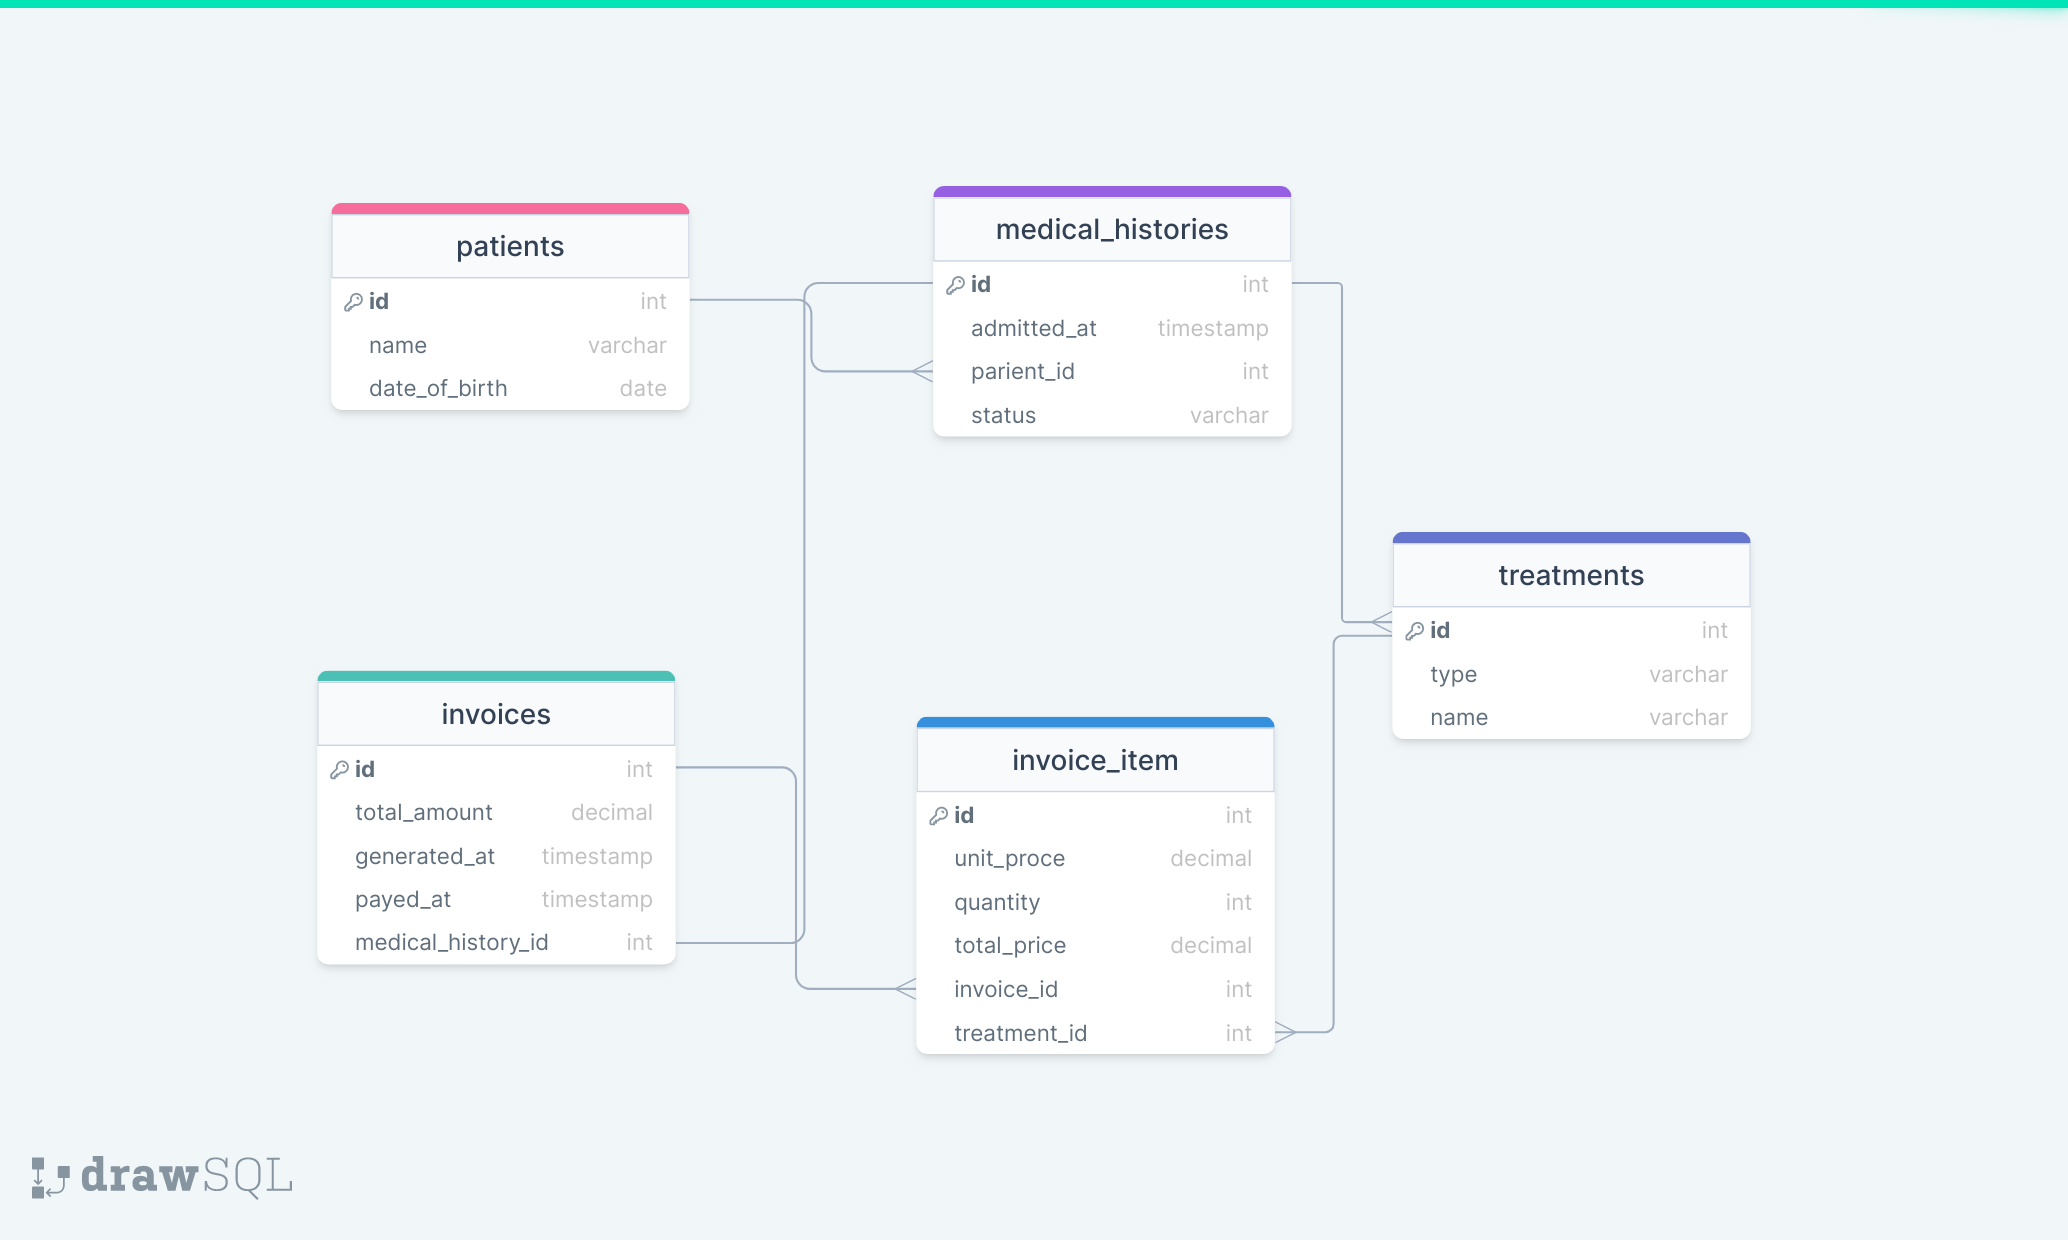 patients
id int
name varchar
date_of_birth date
medical_histories
id int
admitted_at timestamp
parient_id int
status varchar
treatments
id int
type varchar
name varchar
invoices
id int
total_amount decimal
generated_at timestamp
payed_at timestamp
medical_history_id int
invoice_item
id int
unit_proce decimal
quantity int
total_price decimal
invoice_id int
treatment_id int
drawSQL